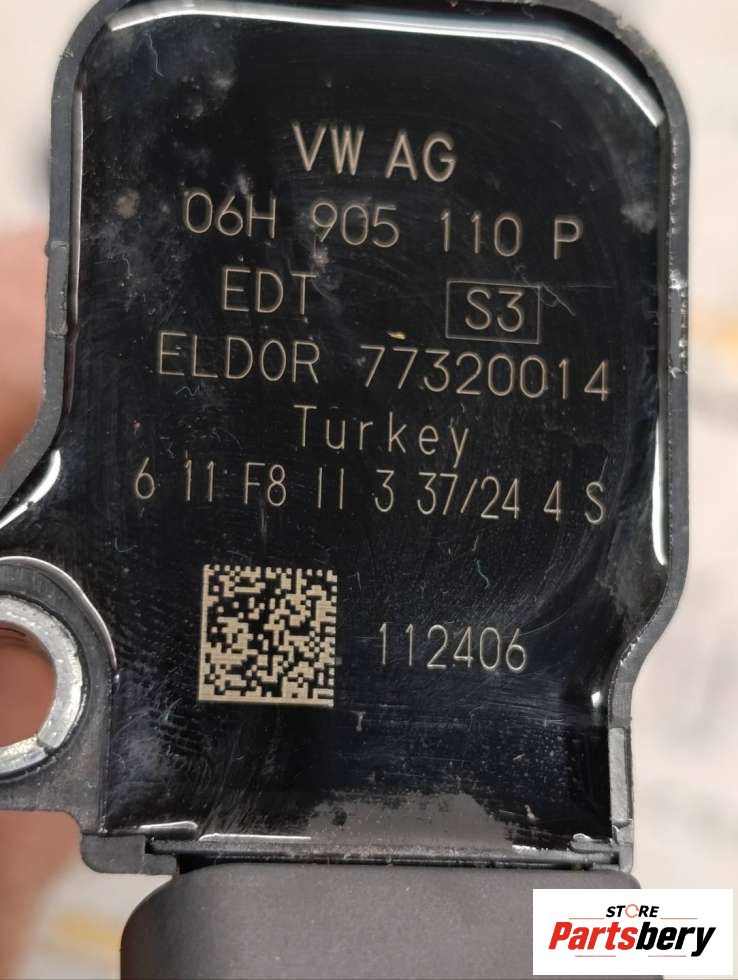 VW AG
06H 905 110 P
EDT S3
ELDOR 77320014
Turkey
6 11 F8 II 3 37/24 4 S
112406
STORE
Partsbery